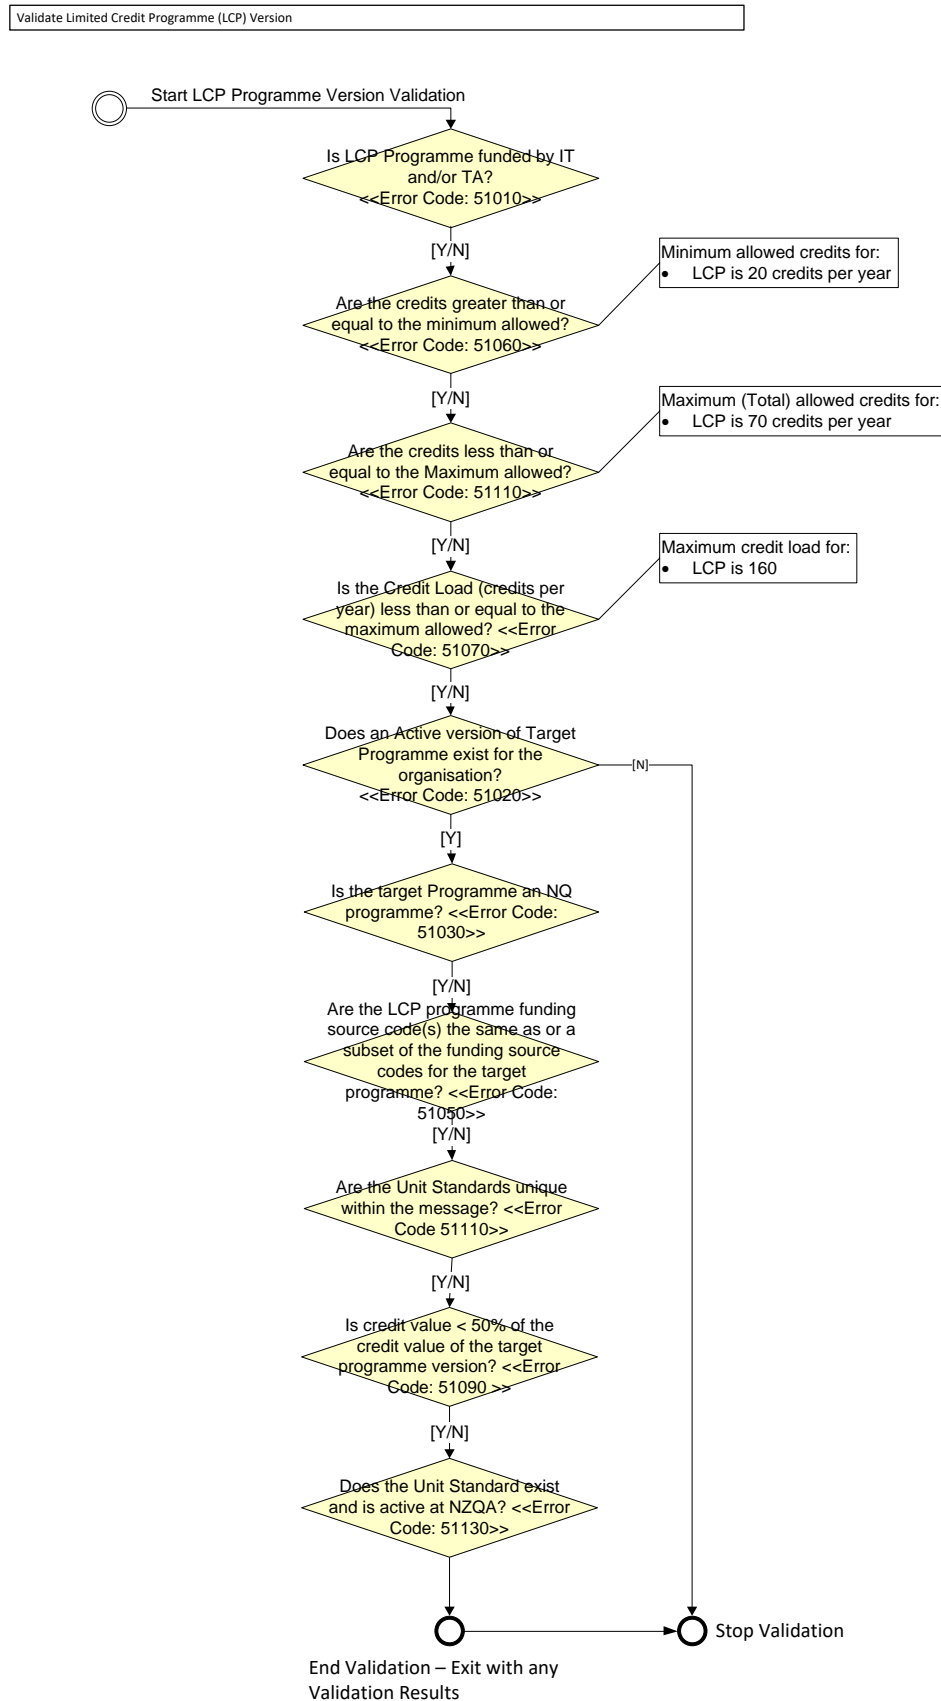 Validate Limited Credit Programme (LCP) Version
Start LCP Programme Version Validation
Is LCP Programme funded by IT
and/or TA?
<<Error Code: 51010>>
[Y/N]
Minimum allowed credits for:
• LCP is 20 credits per year
Are the credits greater than or
equal to the minimum allowed?
<<Error Code: 51060>>
[Y/N]
Maximum (Total) allowed credits for:
• LCP is 70 credits per year
Are the credits less than or
equal to the Maximum allowed?
<<Error Code: 51110>>
[Y/N]
Maximum credit load for:
• LCP is 160
Is the Credit Load (credits per
year) less than or equal to the
maximum allowed? <<Error
Code: 51070>>
[Y/N]
Does an Active version of Target
Programme exist for the
organisation?
<<Error Code: 51020>>
[N]
[Y]
Is the target Programme an NQ
programme? <<Error Code:
51030>>
[Y/N]
Are the LCP programme funding
source code(s) the same as or a
subset of the funding source
codes for the target
programme? <<Error Code:
51050>>
[Y/N]
Are the Unit Standards unique
within the message? <<Error
Code 51110>>
[Y/N]
Is credit value < 50% of the
credit value of the target
programme version? <<Error
Code: 51090 >>
[Y/N]
Does the Unit Standard exist
and is active at NZQA? <<Error
Code: 51130>>
Stop Validation
End Validation – Exit with any
Validation Results